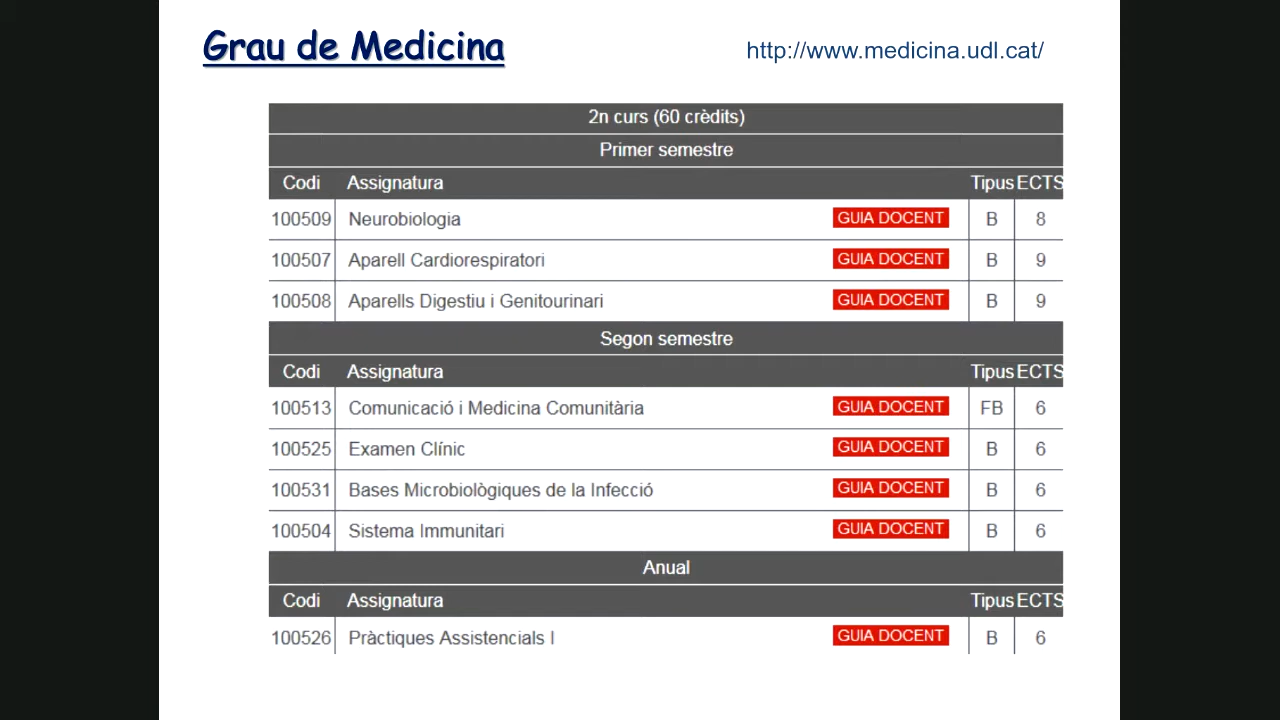 Grau de Medicina
http://www.medicina.udl.cat/
2n curs (60 crèdits)
Primer semestre
Codi Assignatura Tipus ECTS
100509 Neurobiologia GUIA DOCENT B 8
100507 Aparell Cardiorespiratori GUIA DOCENT B 9
100508 Aparells Digestiu i Genitourinari GUIA DOCENT B 9
Segon semestre
Codi Assignatura Tipus ECTS
100513 Comunicació i Medicina Comunitària GUIA DOCENT FB 6
100525 Examen Clínic GUIA DOCENT B 6
100531 Bases Microbiològiques de la Infecció GUIA DOCENT B 6
100504 Sistema Immunitari GUIA DOCENT B 6
Anual
Codi Assignatura Tipus ECTS
100526 Pràctiques Assistencials I GUIA DOCENT B 6